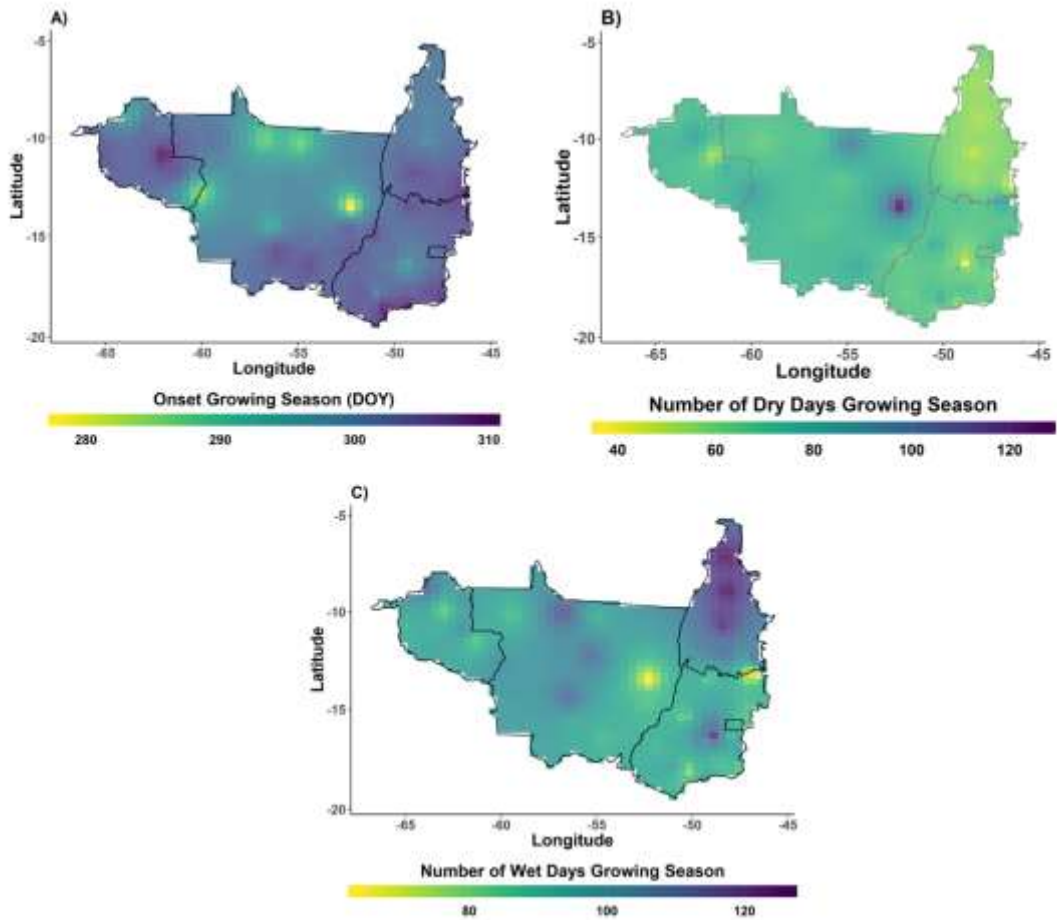 A)
-5
-10
-15
-20
Latitude
-65 -60 -55 -50 -45
Longitude
Onset Growing Season (DOY)
280 290 300 310
B)
-5
-10
-15
-20
Latitude
-65 -60 -55 -50 -45
Longitude
Number of Dry Days Growing Season
40 60 80 100 120
C)
-5
-10
-15
-20
Latitude
-65 -60 -55 -50 -45
Longitude
Number of Wet Days Growing Season
80 100 120